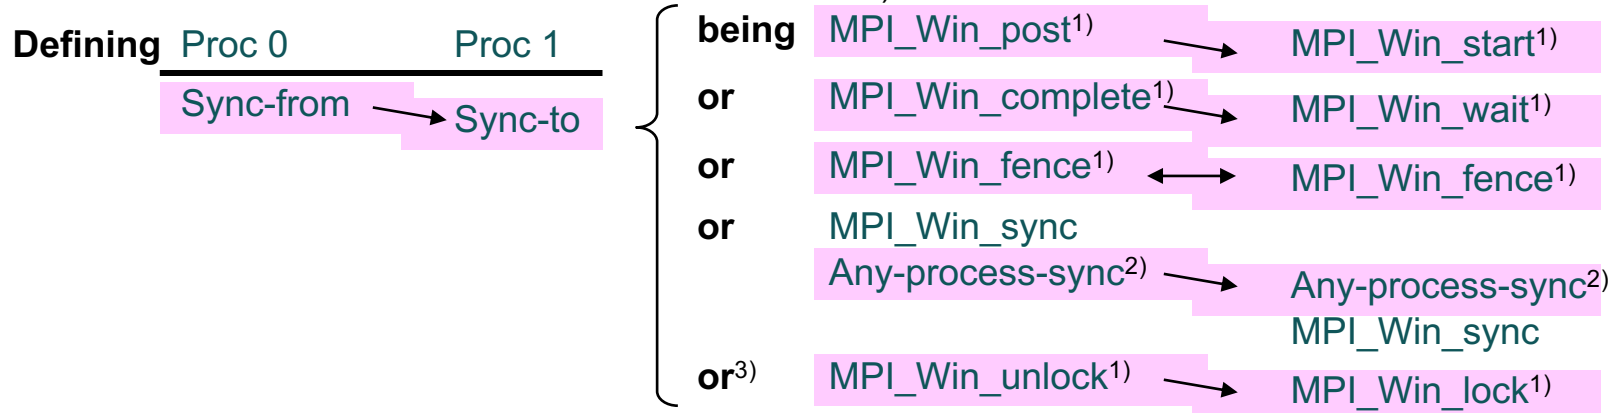 being MPI_Win_post1) MPI_Win_start1)
Defining Proc 0 Proc 1
or MPI_Win_complete1) MPI_Win_wait1)
Sync-from Sync-to
or MPI_Win_fence1) MPI_Win_fence1)
or MPI_Win_sync
Any-process-sync2) Any-process-sync2)
MPI_Win_sync
or3) MPI_Win_unlock1) MPI_Win_lock1)